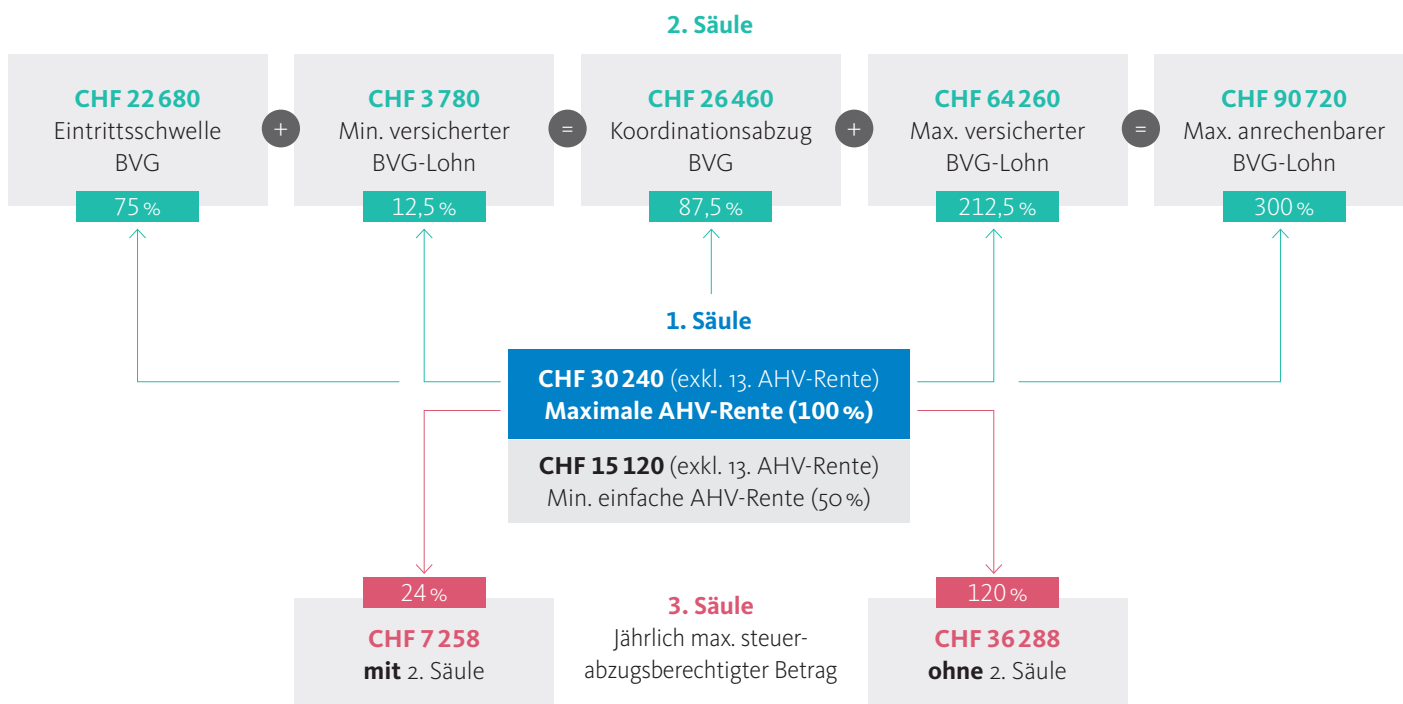 2. Säule
CHF 22 680
Eintrittsschwelle
BVG
75 %
+
CHF 3 780
Min. versicherter
BVG-Lohn
12,5 %
=
CHF 26 460
Koordinationsabzug
BVG
87,5 %
+
CHF 64 260
Max. versicherter
BVG-Lohn
212,5 %
=
CHF 90 720
Max. anrechenbarer
BVG-Lohn
300 %
1. Säule
CHF 30 240 (exkl. 13. AHV-Rente)
Maximale AHV-Rente (100 %)
CHF 15 120 (exkl. 13. AHV-Rente)
Min. einfache AHV-Rente (50 %)
24 %
CHF 7 258
mit 2. Säule
3. Säule
Jährlich max. steuer-
abzugsberechtigter Betrag
120 %
CHF 36 288
ohne 2. Säule